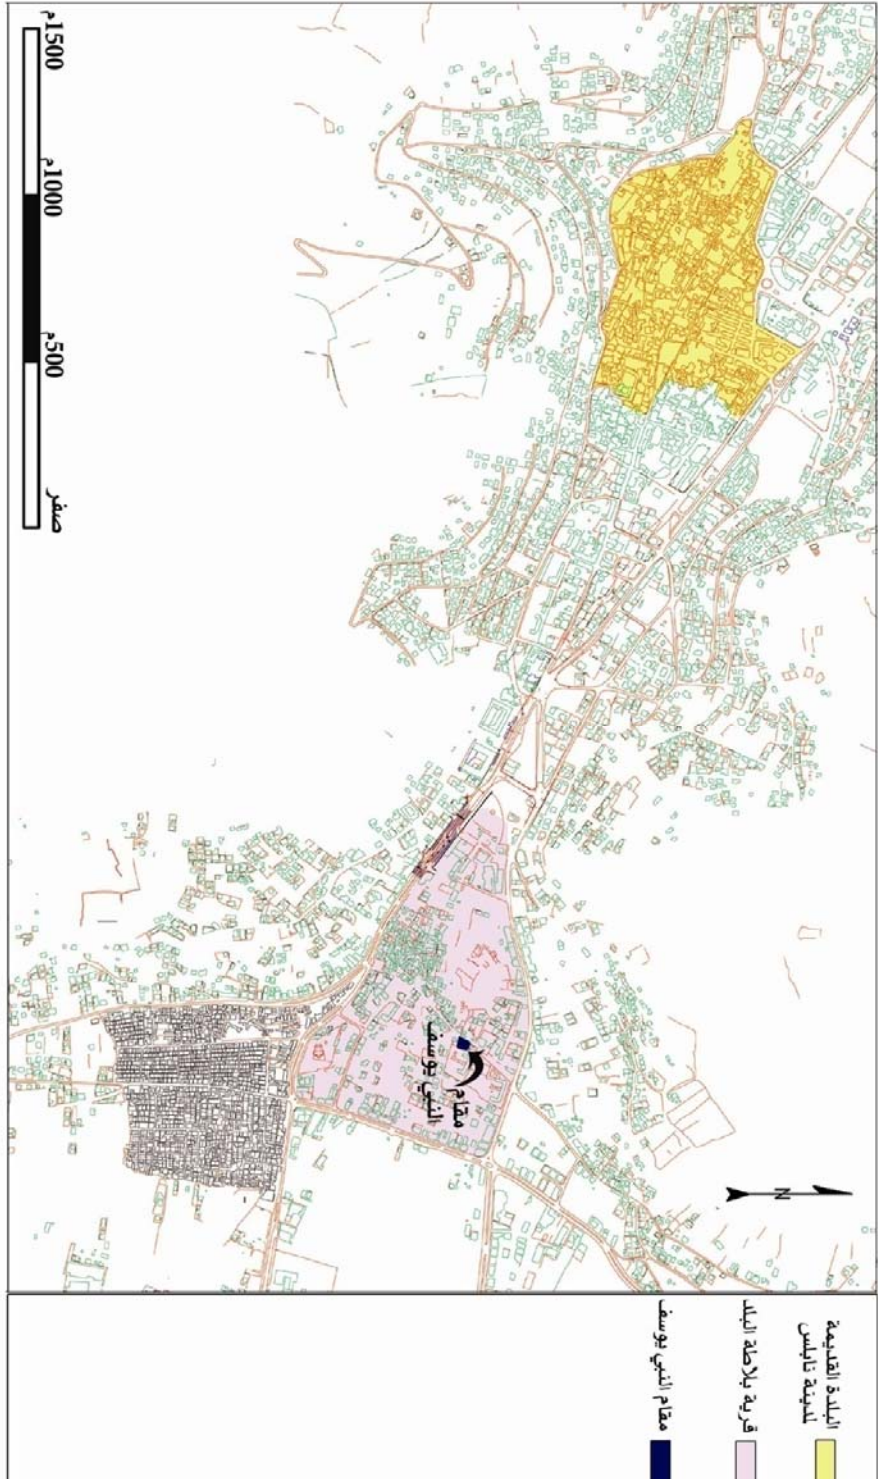 البلدة القديمة
لمدينة نابلس
قرية بلاطة البلد
مقام النبي يوسف
N
مقام
النبي يوسف
صفر
500م
1000م
1500م